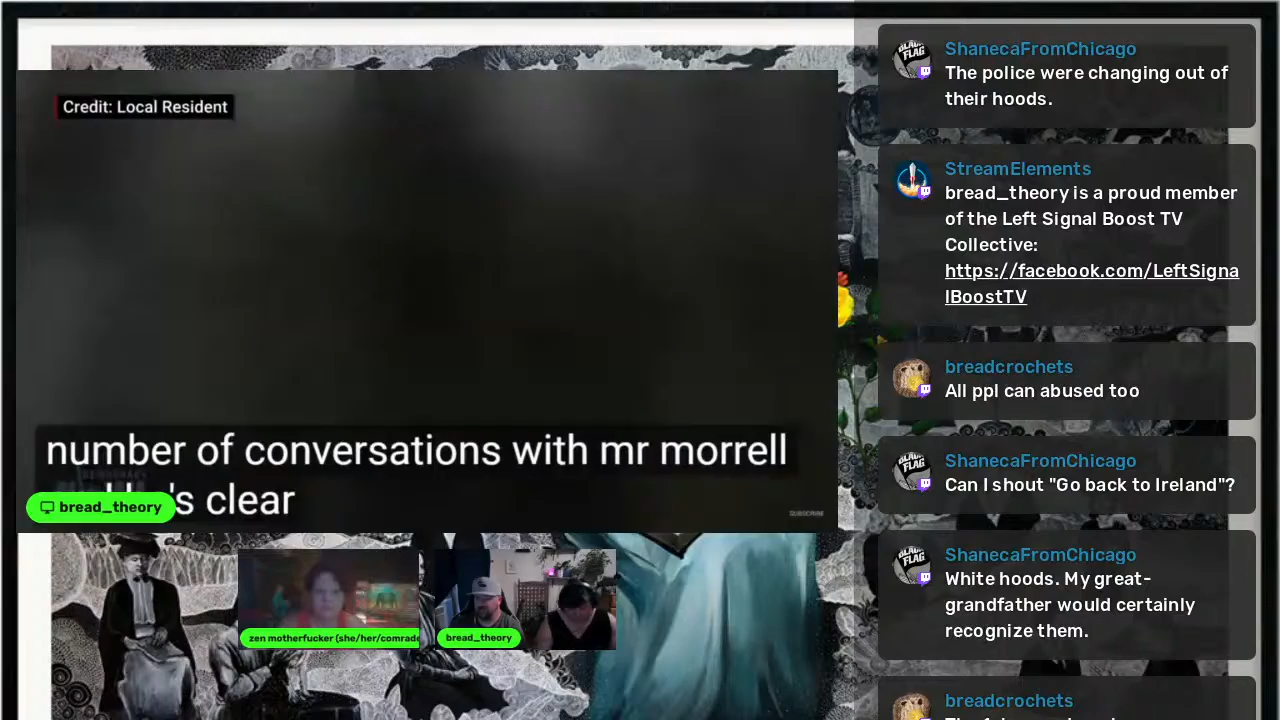 Credit: Local Resident
number of conversations with mr morrell
's clear
bread_theory
SUBSCRIBE
zen motherfucker (she/her/comrade
bread_theory
ShanecaFromChicago
The police were changing out of
their hoods.
StreamElements
bread_theory is a proud member
of the Left Signal Boost TV
Collective:
https://facebook.com/LeftSigna
lBoostTV
breadcrochets
All ppl can abused too
ShanecaFromChicago
Can I shout "Go back to Ireland"?
ShanecaFromChicago
White hoods. My great-
grandfather would certainly
recognize them.
breadcrochets